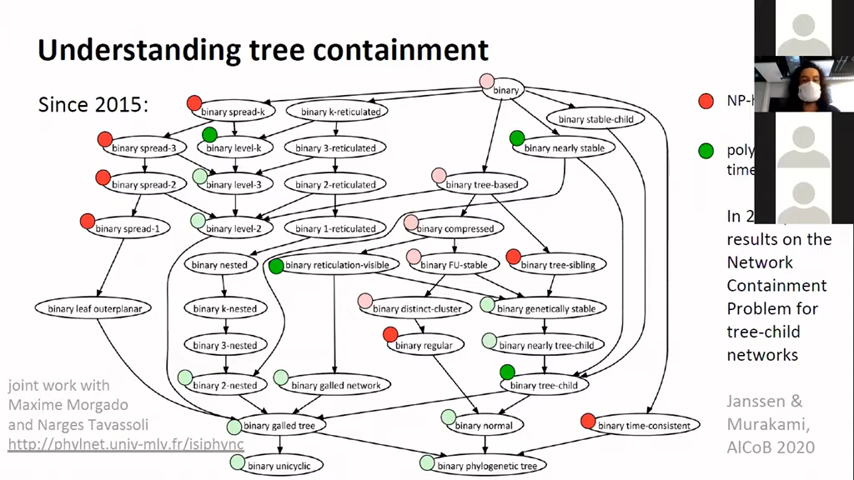 Understanding tree containment
Since 2015:
binary
binary spread-k
binary k-reticulated
binary stable-child
binary spread-3
binary level-k
binary 3-reticulated
binary nearly stable
binary spread-2
binary level-3
binary 2-reticulated
binary tree-based
binary spread-1
binary level-2
binary 1-reticulated
binary compressed
binary nested
binary reticulation-visible
binary FU-stable
binary tree-sibling
binary leaf outerplanar
binary k-nested
binary distinct-cluster
binary genetically stable
binary 3-nested
binary regular
binary nearly tree-child
binary 2-nested
binary galled network
binary tree-child
binary galled tree
binary normal
binary time-consistent
binary unicyclic
binary phylogenetic tree
joint work with
Maxime Morgado
and Narges Tavassoli
http://phylnet.univ-mlv.fr/isiphync
NP-
poly
time
In 2
results on the
Network
Containment
Problem for
tree-child
networks
Janssen &
Murakami,
AlCoB 2020